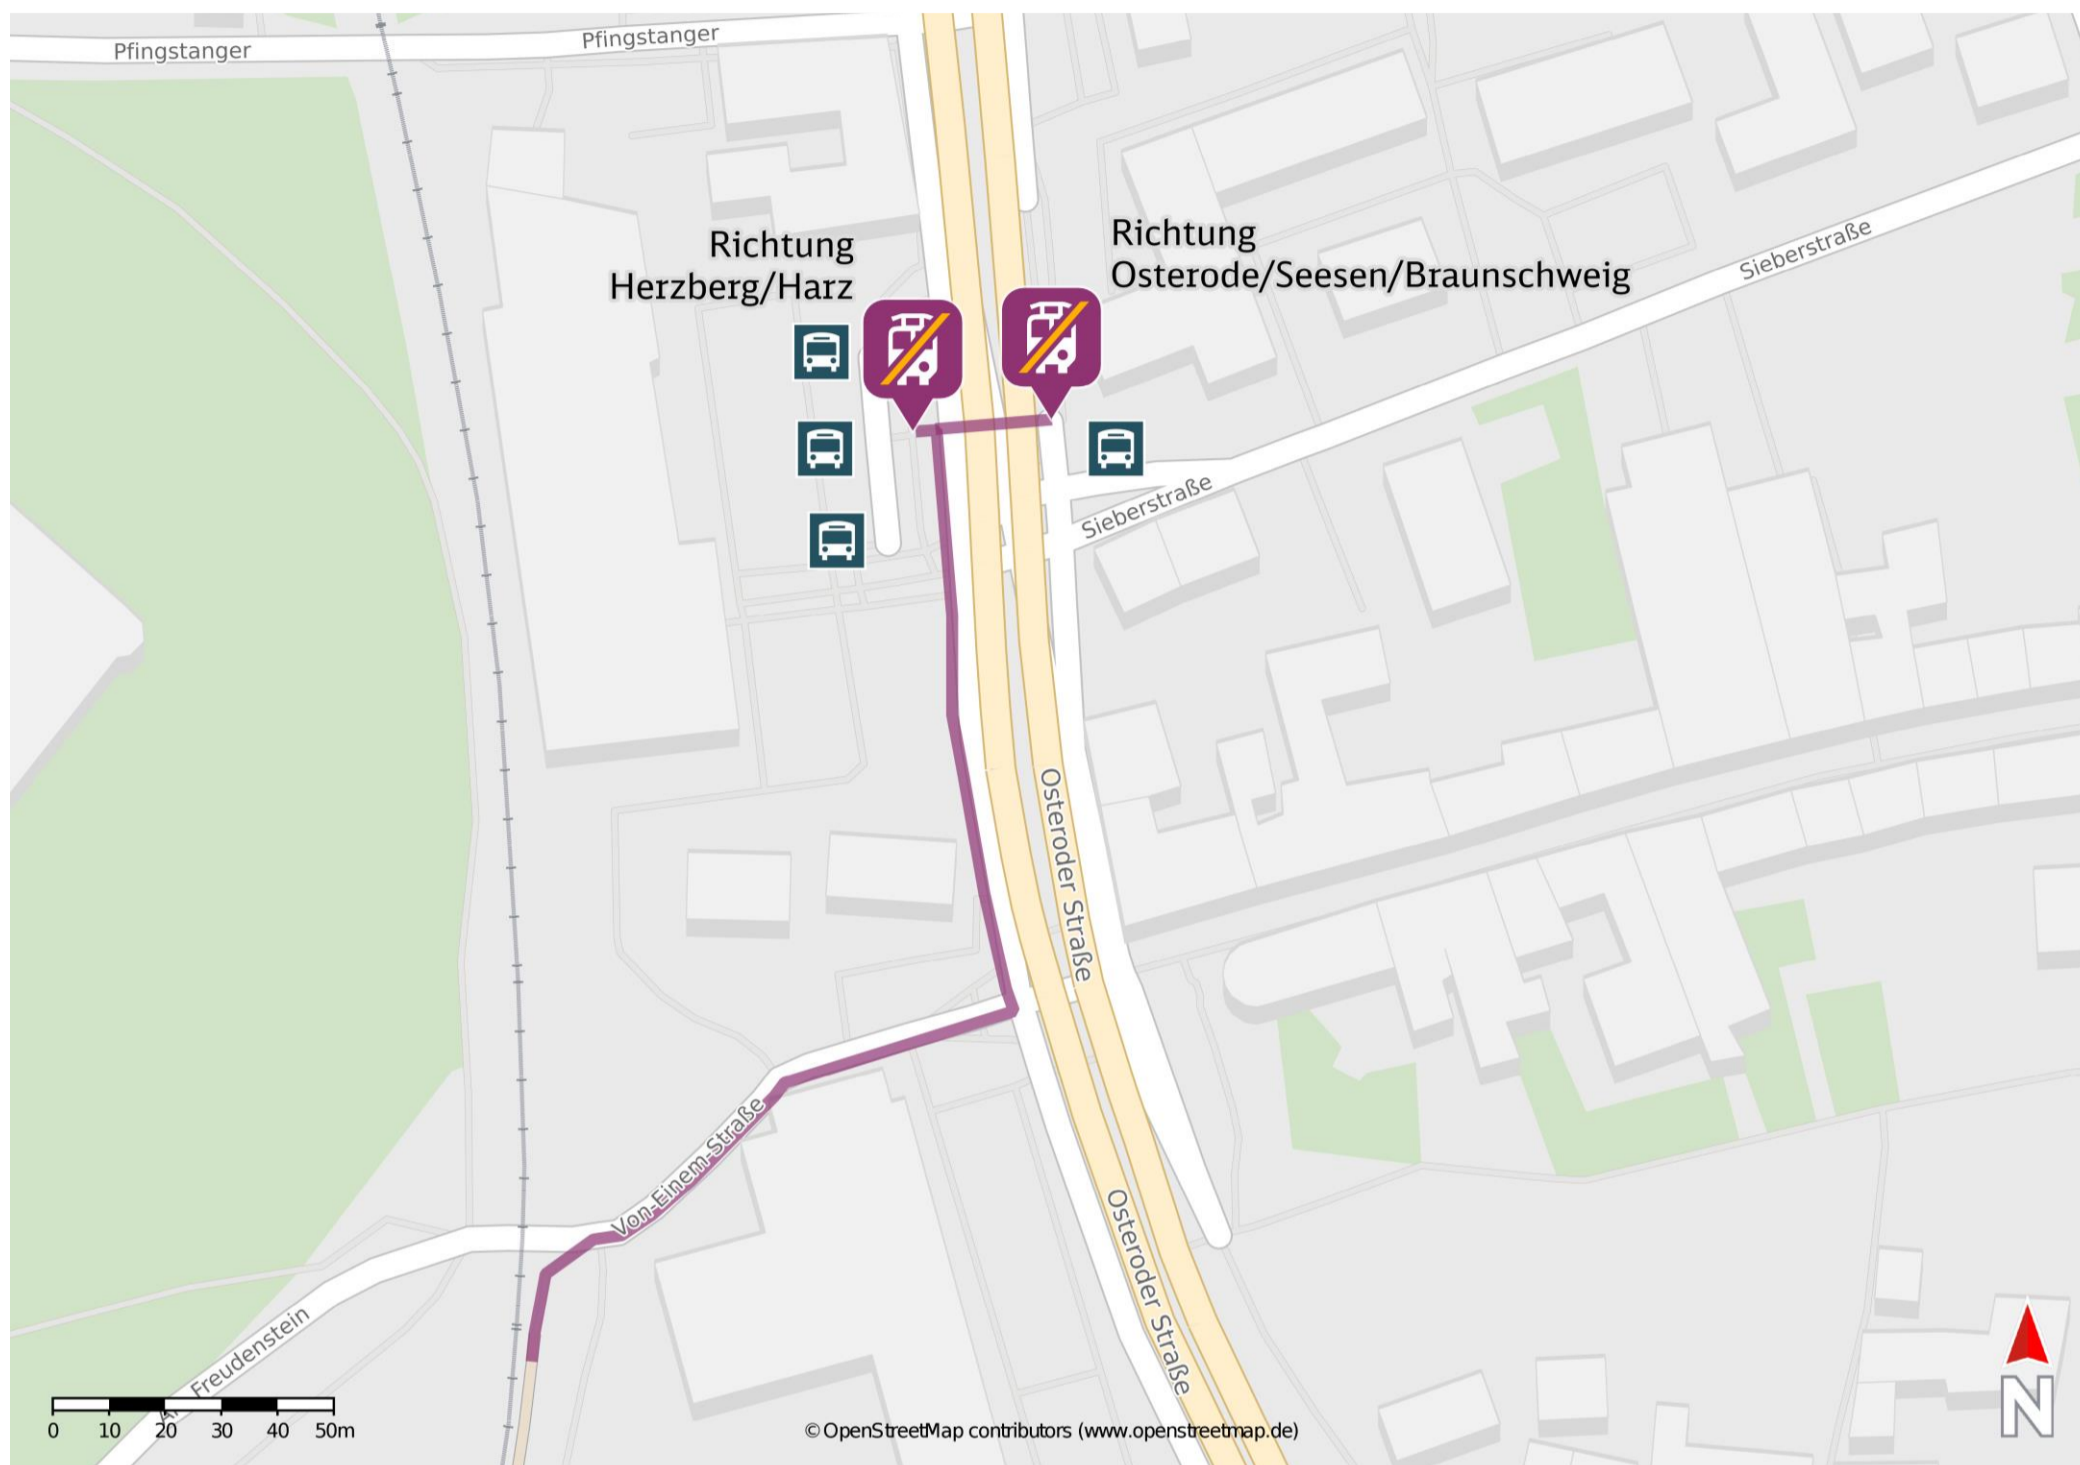 Pfingstanger
Pfingstanger
Richtung
Herzberg/Harz
Richtung
Osterode/Seesen/Braunschweig
Sieberstraße
Sieberstraße
Osteroder Straße
Von-Einem-Straße
Osteroder Straße
Freudenstein
0 10 20 30 40 50m
© OpenStreetMap contributors (www.openstreetmap.de)
N